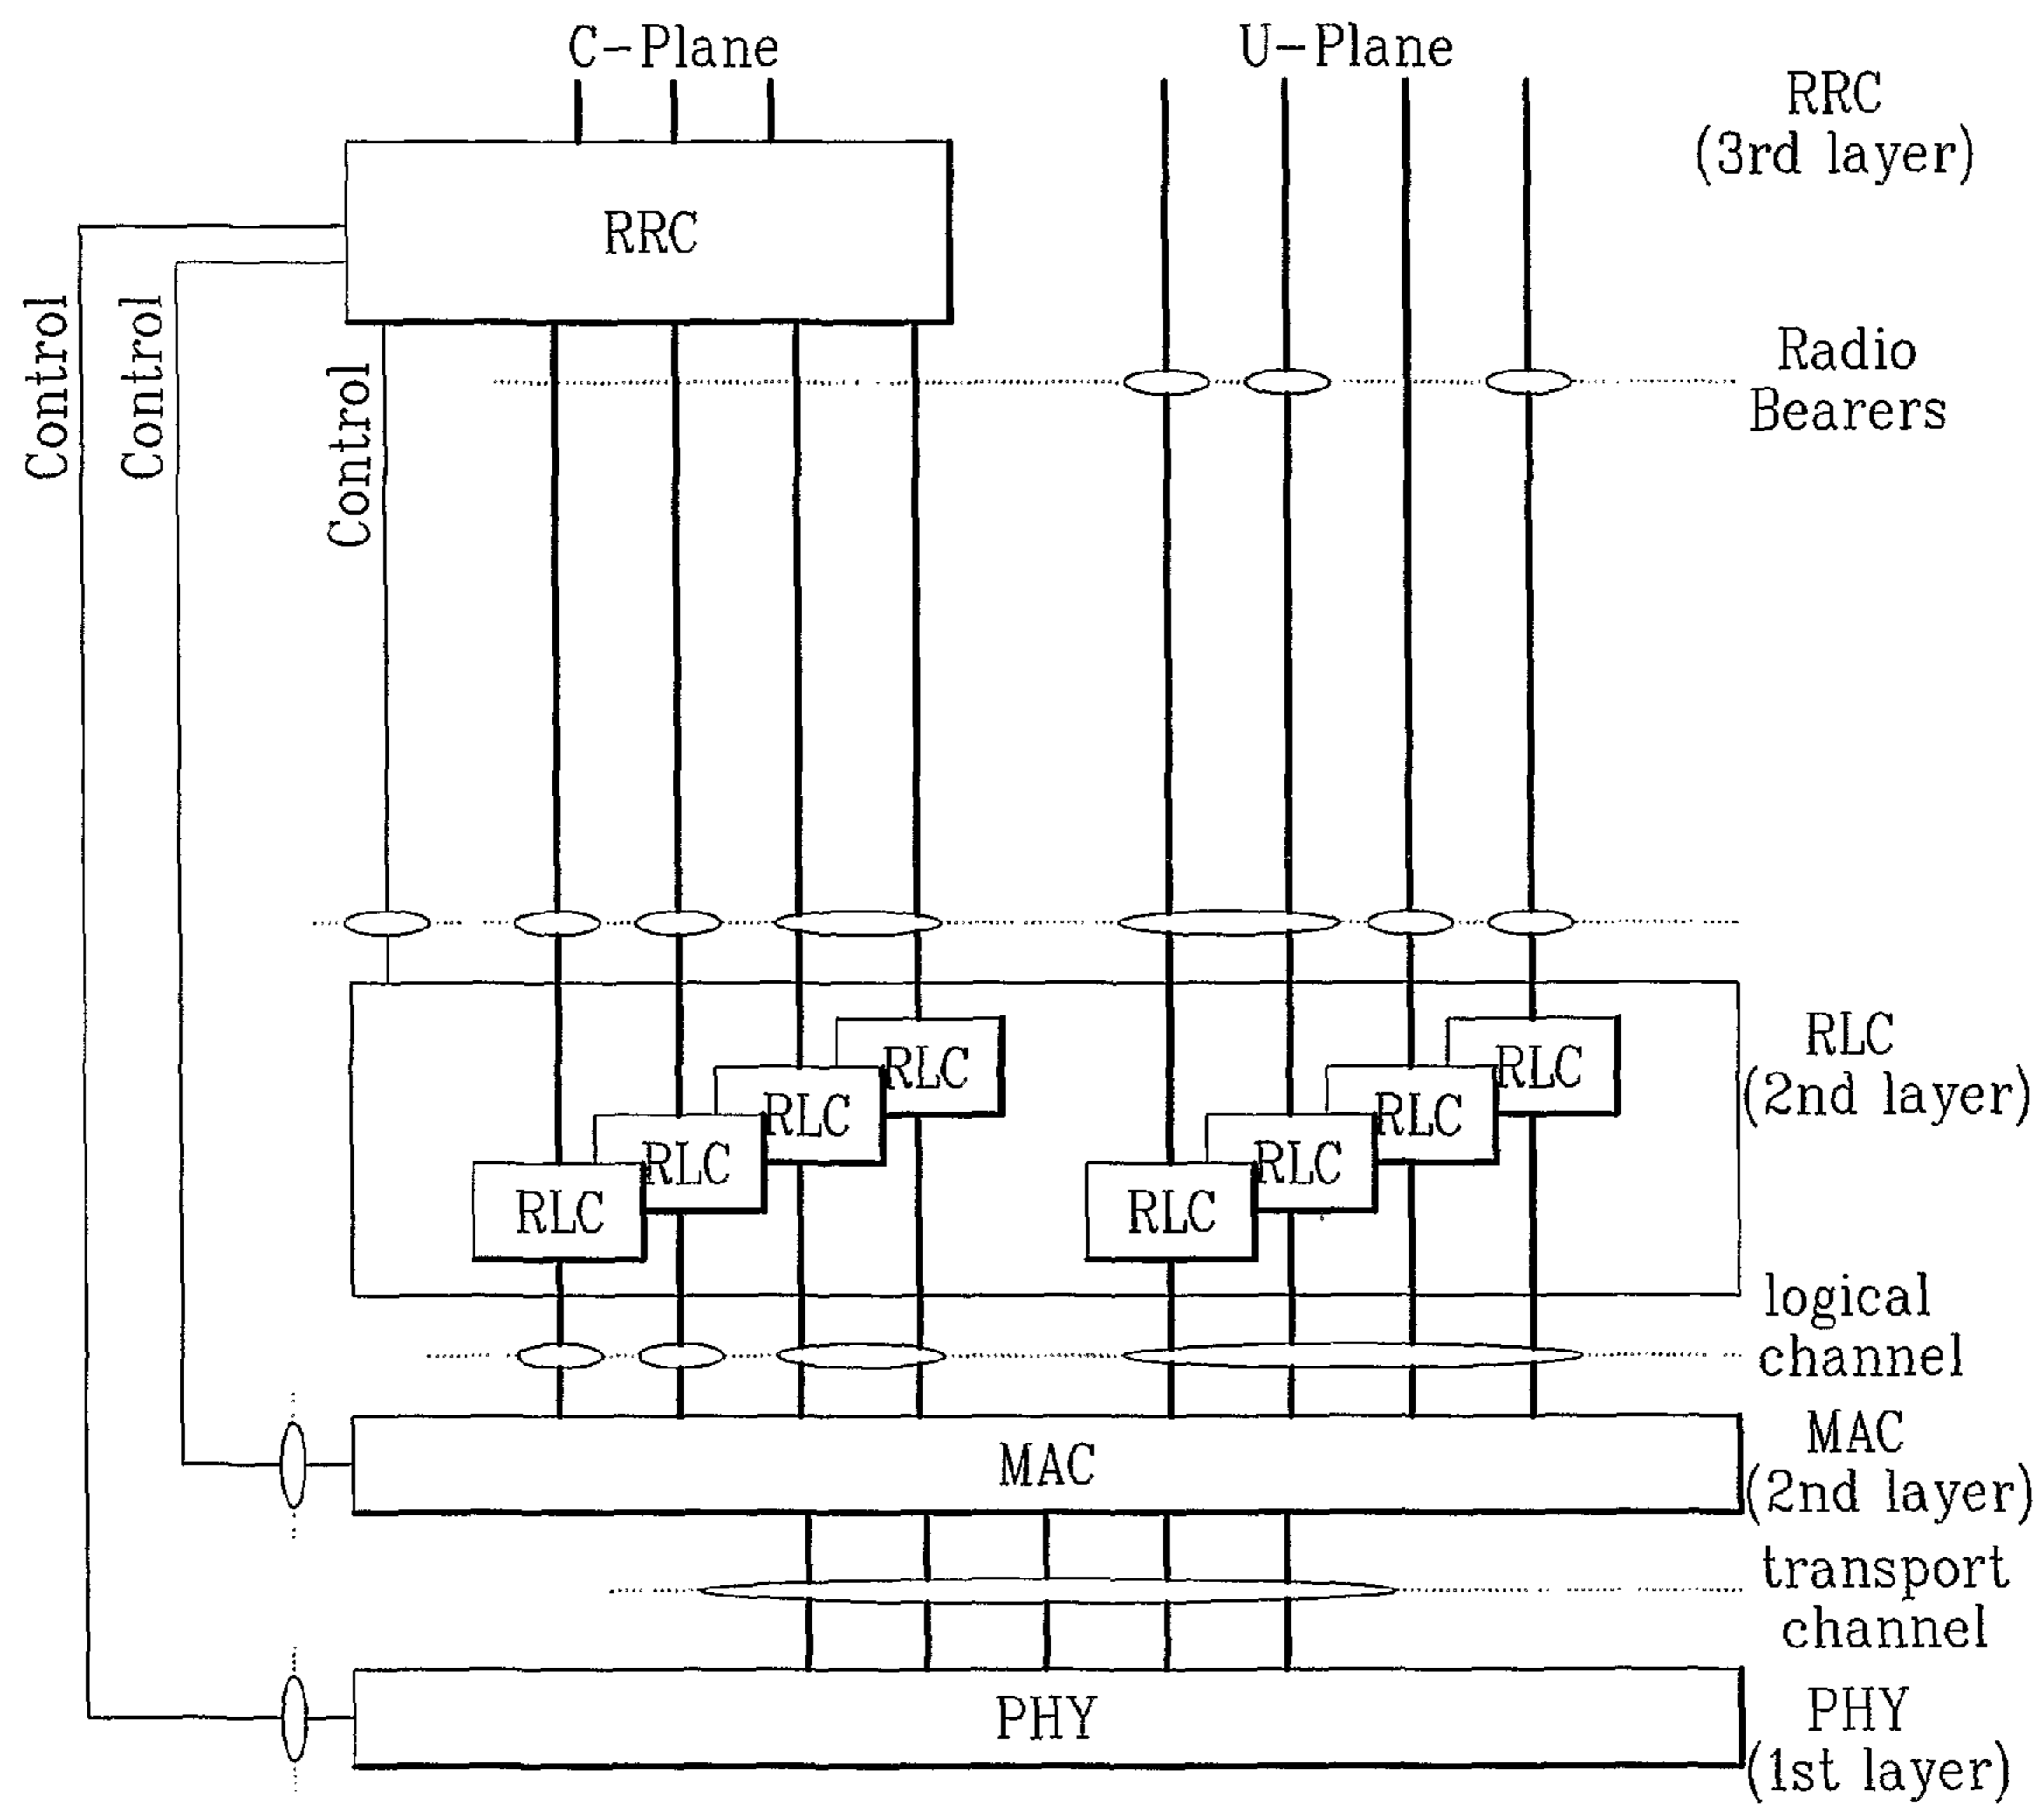 C-Plane
U-Plane
RRC
(3rd layer)
RRC
Control
Control
Control
Radio
Bearers
RLC
RLC
RLC
RLC
RLC
RLC
RLC
RLC
RLC
(2nd layer)
logical
channel
MAC
MAC
(2nd layer)
transport
channel
PHY
PHY
(1st layer)